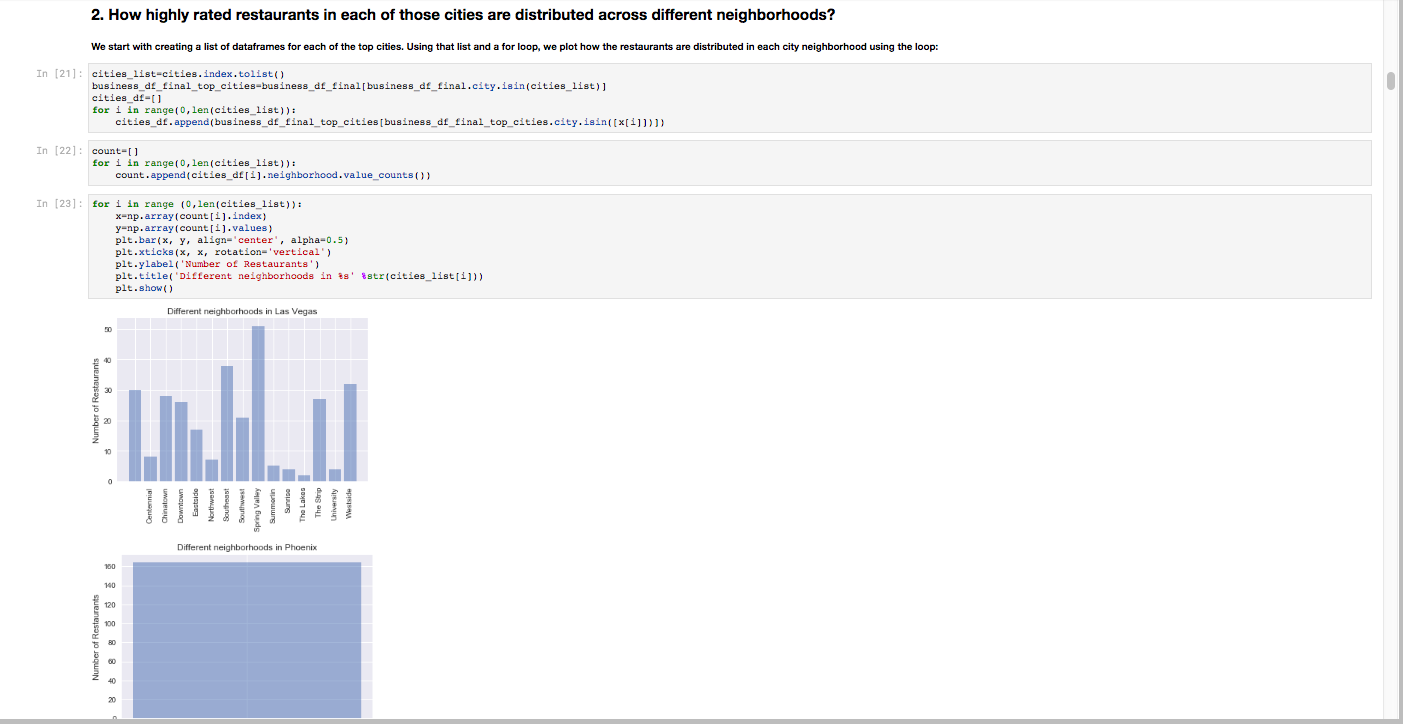 2. How highly rated restaurants in each of those cities are distributed across different neighborhoods?
We start with creating a list of dataframes for each of the top cities. Using that list and a for loop, we plot how the restaurants are distributed in each city neighborhood using the loop:
In [21]:
cities_list=cities.index.tolist()
business_df_final_top_cities=business_df_final[business_df_final.city.isin(cities_list)]
cities_df=[]
for i in range(0,len(cities_list)):
    cities_df.append(business_df_final_top_cities[business_df_final_top_cities.city.isin([x[i]])])
In [22]:
count=[]
for i in range(0,len(cities_list)):
    count.append(cities_df[i].neighborhood.value_counts())
In [23]:
for i in range (0,len(cities_list)):
    x=np.array(count[i].index)
    y=np.array(count[i].values)
    plt.bar(x, y, align='center', alpha=0.5)
    plt.xticks(x, x, rotation='vertical')
    plt.ylabel('Number of Restaurants')
    plt.title('Different neighborhoods in %s' %str(cities_list[i]))
    plt.show()
Different neighborhoods in Las Vegas
Number of Restaurants
50
40
30
20
10
0
Centennial
Chinatown
Downtown
Eastside
Northwest
Southeast
Southwest
Spring Valley
Summerlin
Sunrise
The Lakes
The Strip
University
Westside
Different neighborhoods in Phoenix
Number of Restaurants
160
140
120
100
80
60
40
20
0